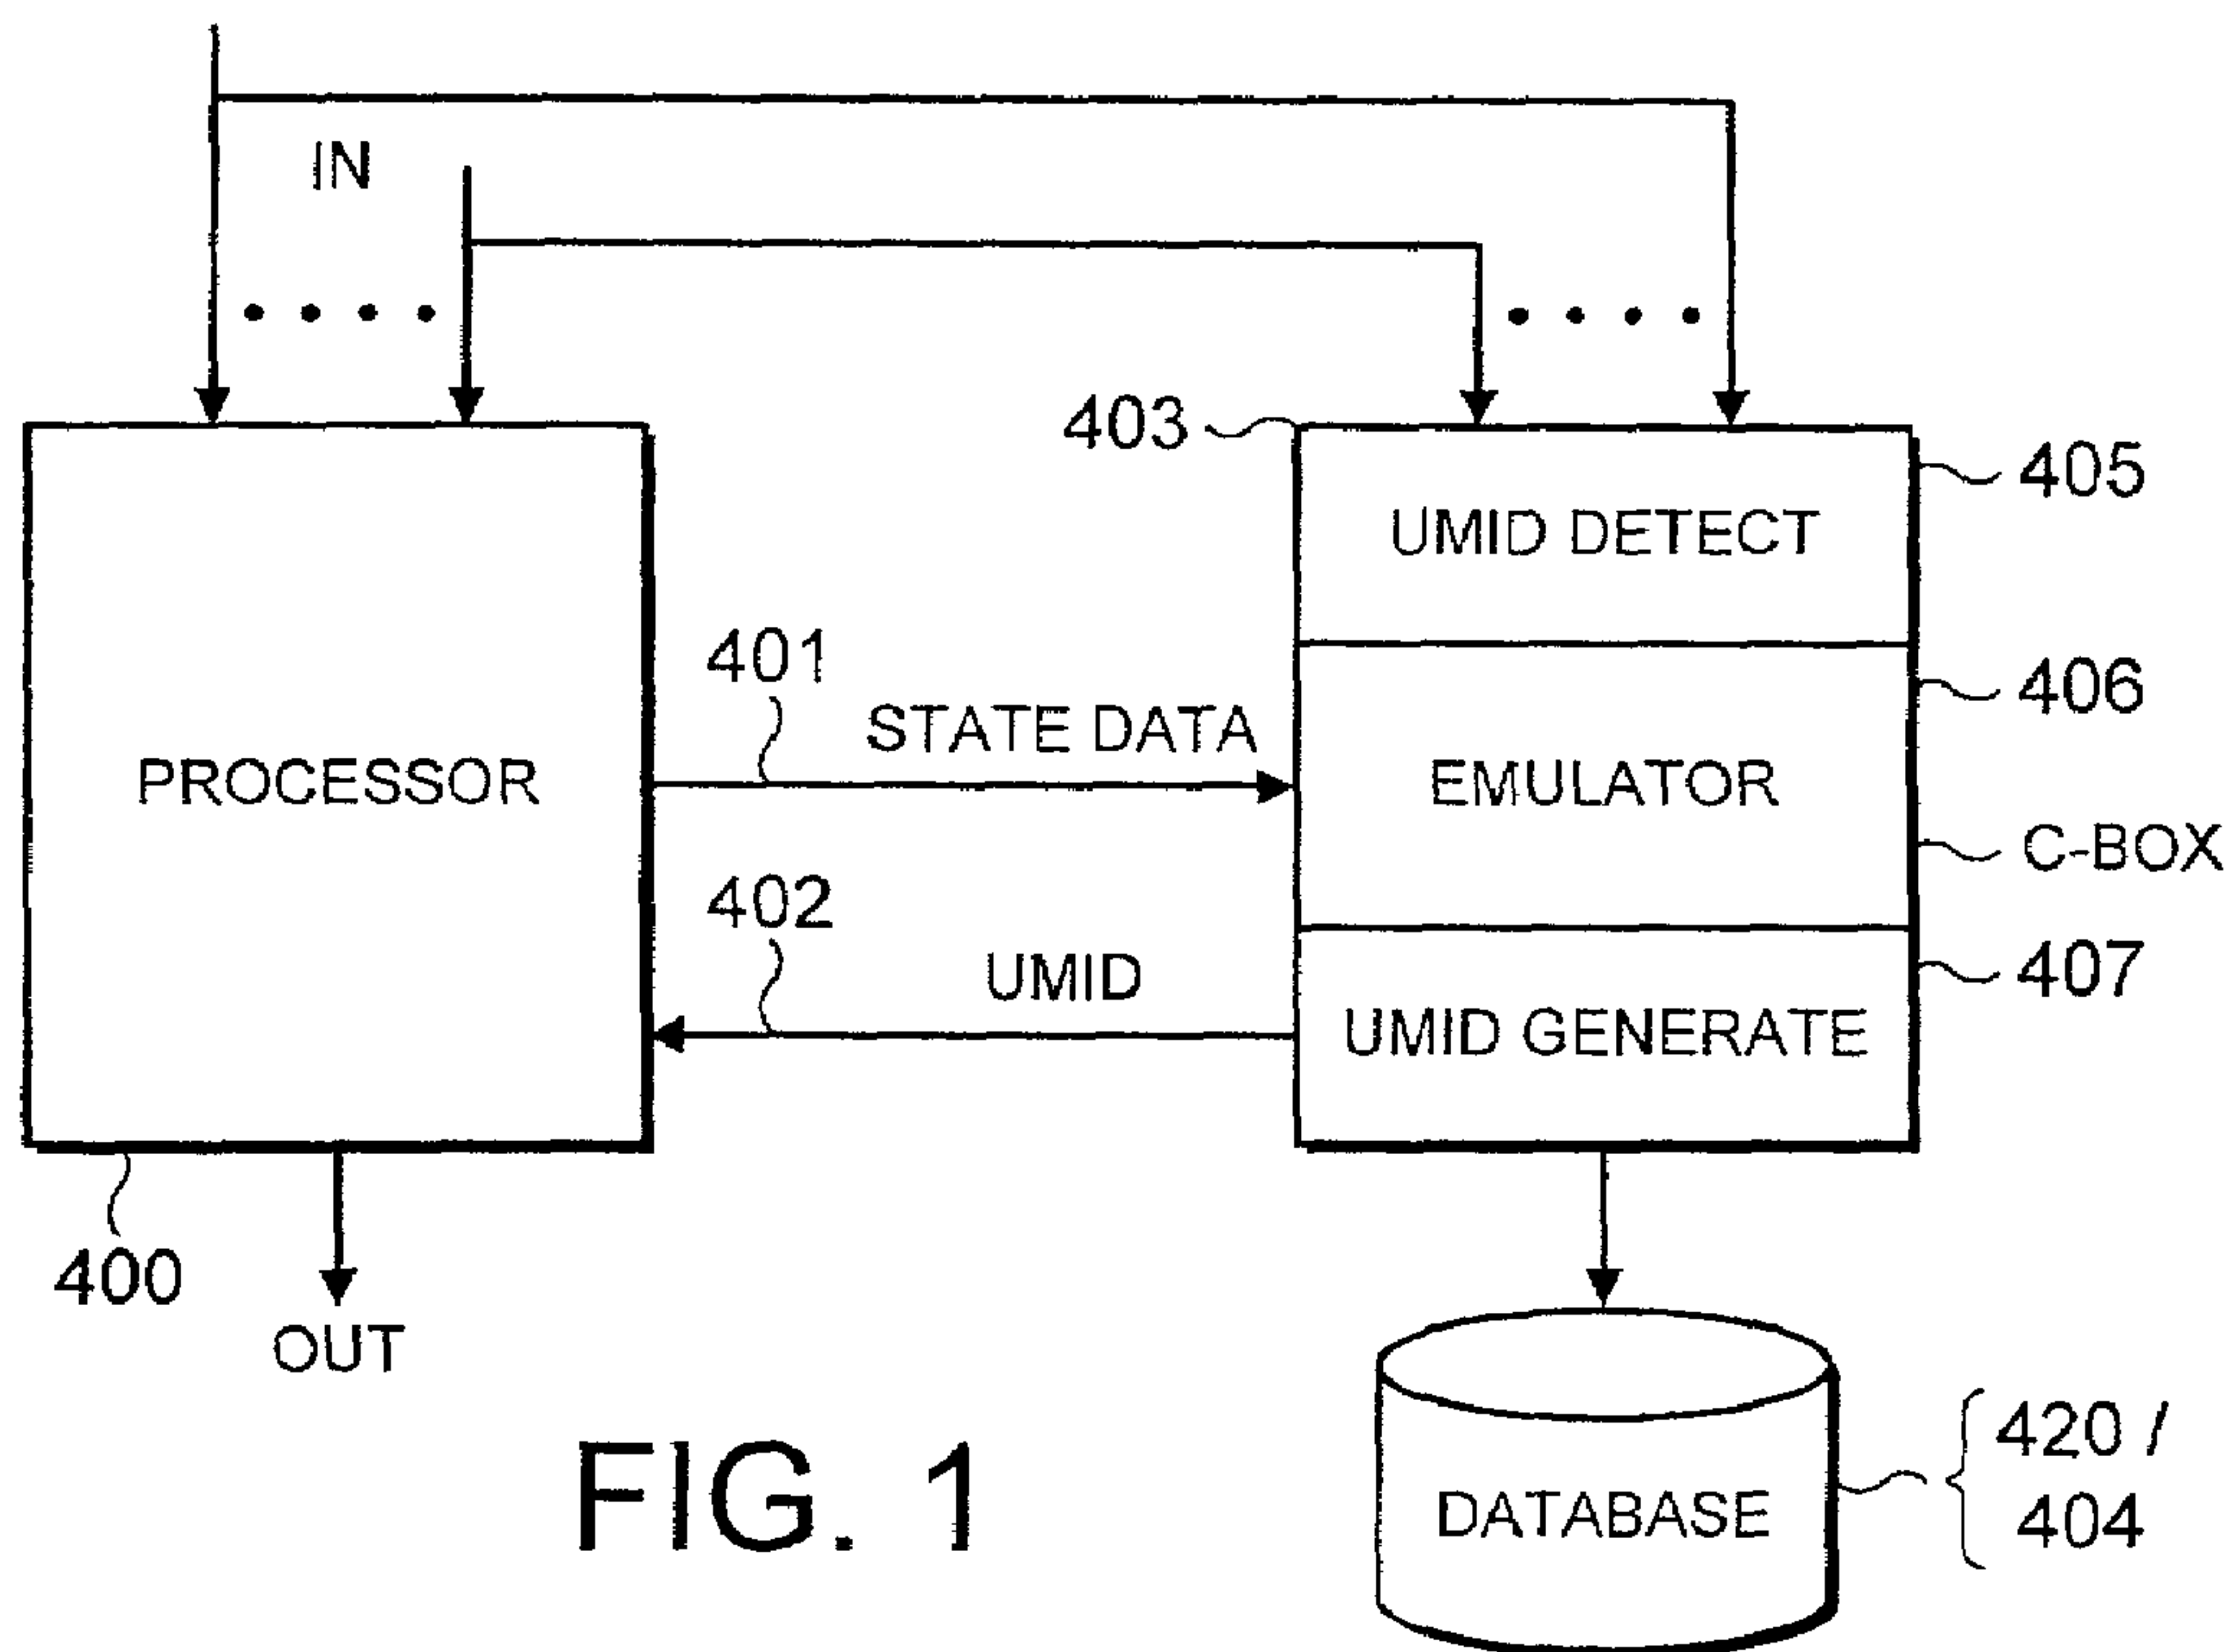 IN
403
405
UMID DETECT
401
406
STATE DATA
PROCESSOR
EMULATOR
C-BOX
402
407
UMID
UMID GENERATE
400
OUT
420 /
404
DATABASE
FIG. 1